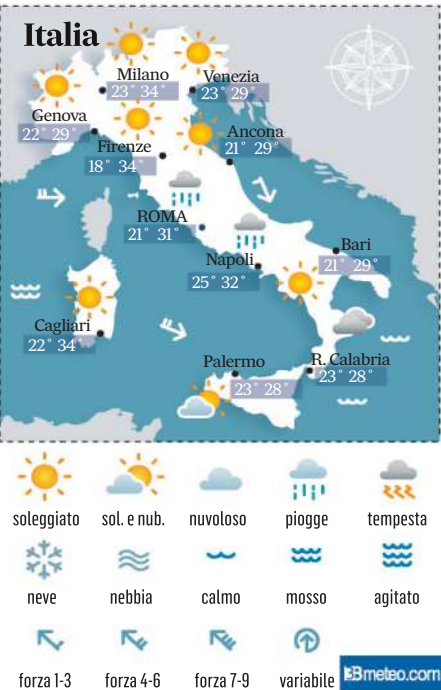 Italia
Milano
23° 34°
Venezia
23° 29°
Genova
22° 29°
Ancona
21° 29°
Firenze
18° 34°
ROMA
21° 31°
Bari
21° 29°
Napoli
25° 32°
Cagliari
22° 34°
Palermo
23° 28°
R. Calabria
23° 28°
soleggiato sol. e nub. nuvoloso piogge tempesta
neve nebbia calmo mosso agitato
forza 1-3 forza 4-6 forza 7-9 variabile
3Bmeteo.com